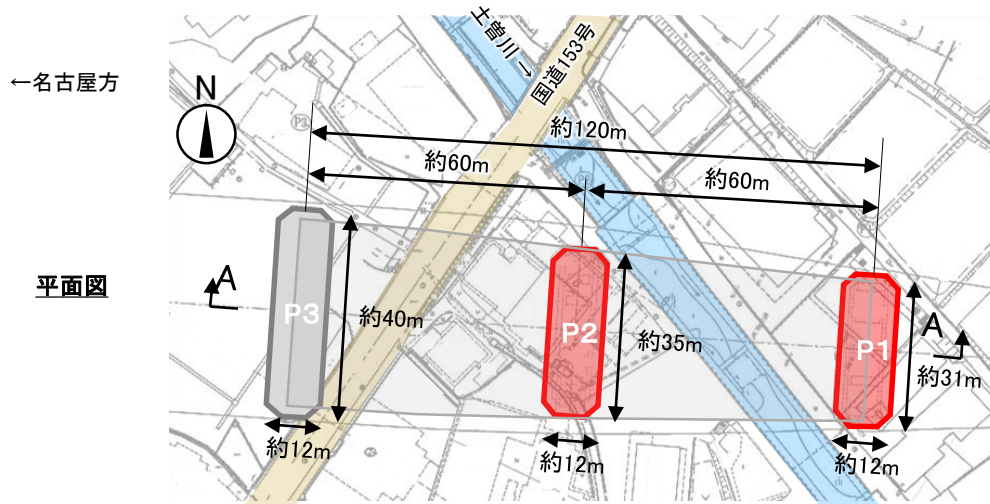 土曽川→
国道153号
←名古屋方
N
P3
約120m
約60m
約60m
A
平面図
P3
約40m
P2
約35m
P1
A
約31m
約12m
約12m
約12m